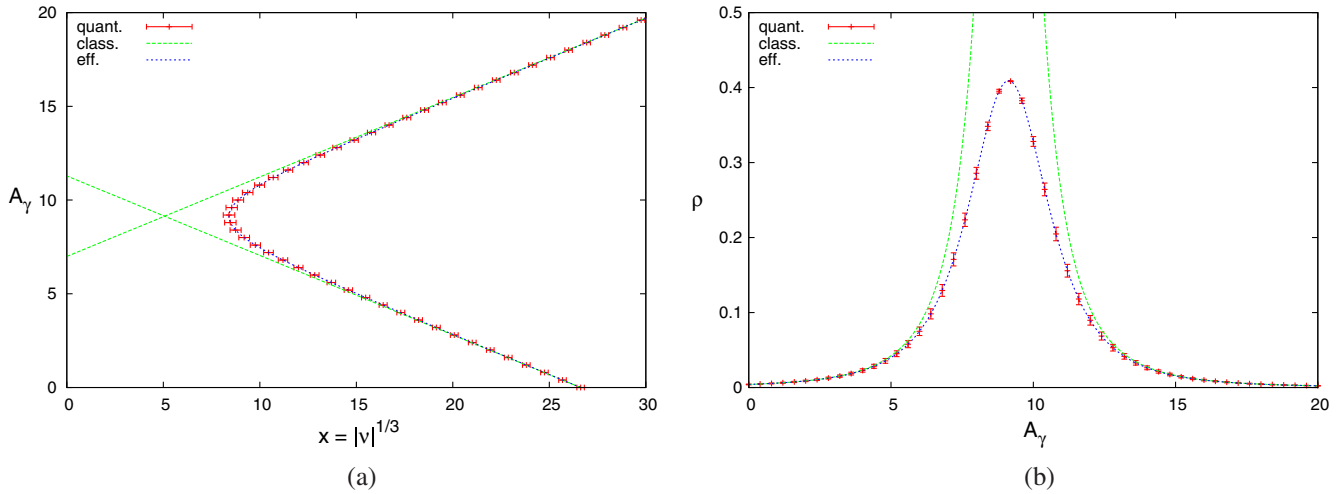 quant.
class.
eff.
20
15
A_γ
10
5
0
0 5 10 15 20 25 30
x = |ν|^{1/3}
(a)
quant.
class.
eff.
0.5
0.4
0.3
ρ
0.2
0.1
0
0 5 10 15 20
A_γ
(b)